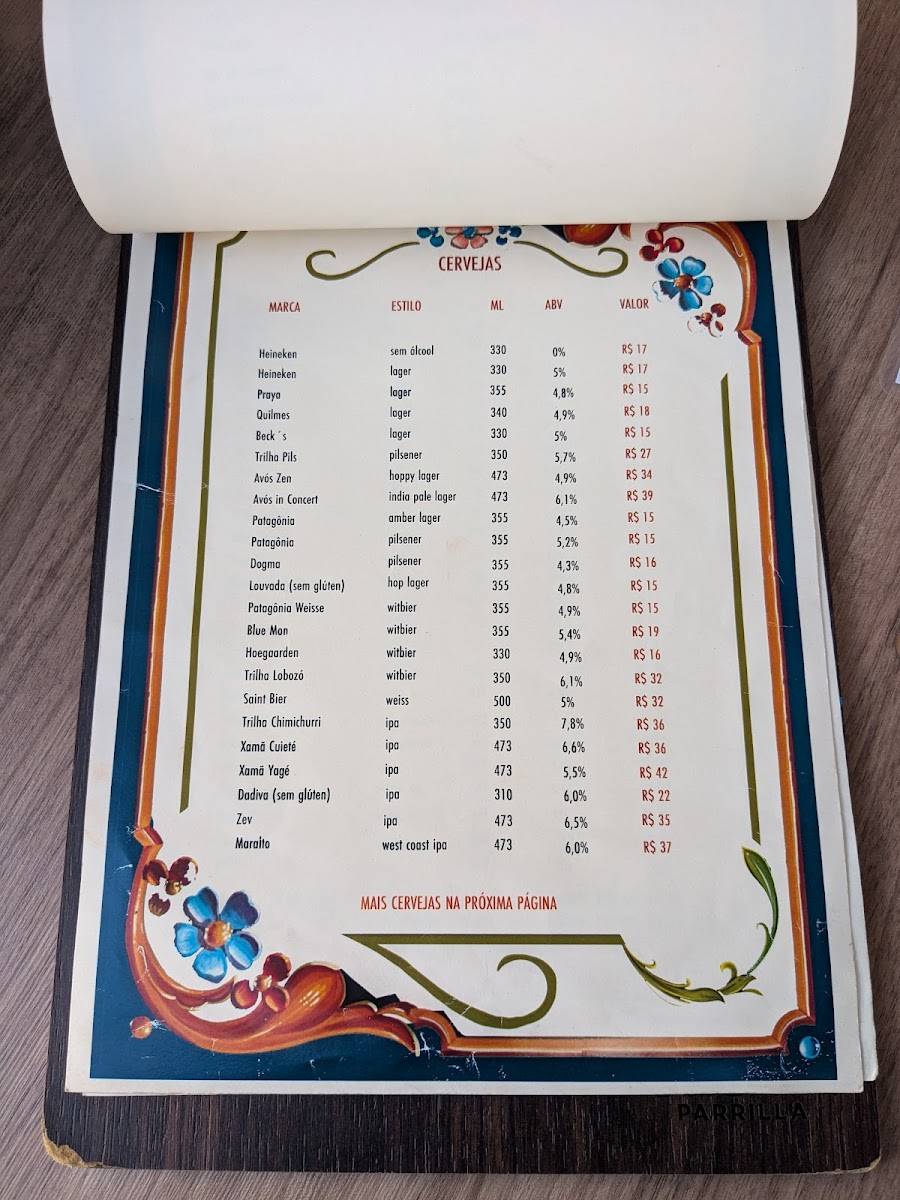 CERVEJAS
MARCA ESTILO ML ABV VALOR
Heineken sem álcool 330 0% R$ 17
Heineken lager 330 5% R$ 17
Praya lager 355 4,8% R$ 15
Quilmes lager 340 4,9% R$ 18
Beck´s lager 330 5% R$ 15
Trilha Pils pilsener 350 5,7% R$ 27
Avós Zen hoppy lager 473 4,9% R$ 34
Avós in Concert india pale lager 473 6,1% R$ 39
Patagônia amber lager 355 4,5% R$ 15
Patagônia pilsener 355 5,2% R$ 15
Dogma pilsener 355 4,3% R$ 16
Louvada (sem glúten) hop lager 355 4,8% R$ 15
Patagônia Weisse witbier 355 4,9% R$ 15
Blue Mon witbier 355 5,4% R$ 19
Hoegaarden witbier 330 4,9% R$ 16
Trilha Lobozó witbier 350 6,1% R$ 32
Saint Bier weiss 500 5% R$ 32
Trilha Chimichurri ipa 350 7,8% R$ 36
Xamã Cuieté ipa 473 6,6% R$ 36
Xamã Yagé ipa 473 5,5% R$ 42
Dadiva (sem glúten) ipa 310 6,0% R$ 22
Zev ipa 473 6,5% R$ 35
Maralto west coast ipa 473 6,0% R$ 37
MAIS CERVEJAS NA PRÓXIMA PÁGINA
PARRILLA